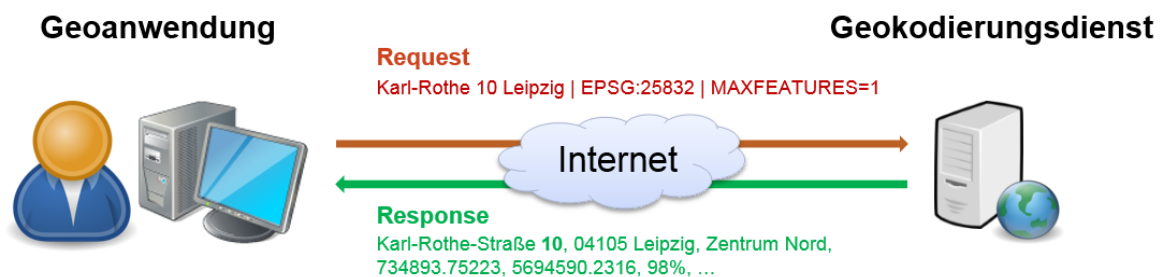 Geoanwendung
Geokodierungsdienst
Request
Karl-Rothe 10 Leipzig | EPSG:25832 | MAXFEATURES=1
Internet
Response
Karl-Rothe-Straße 10, 04105 Leipzig, Zentrum Nord,
734893.75223, 5694590.2316, 98%, ...